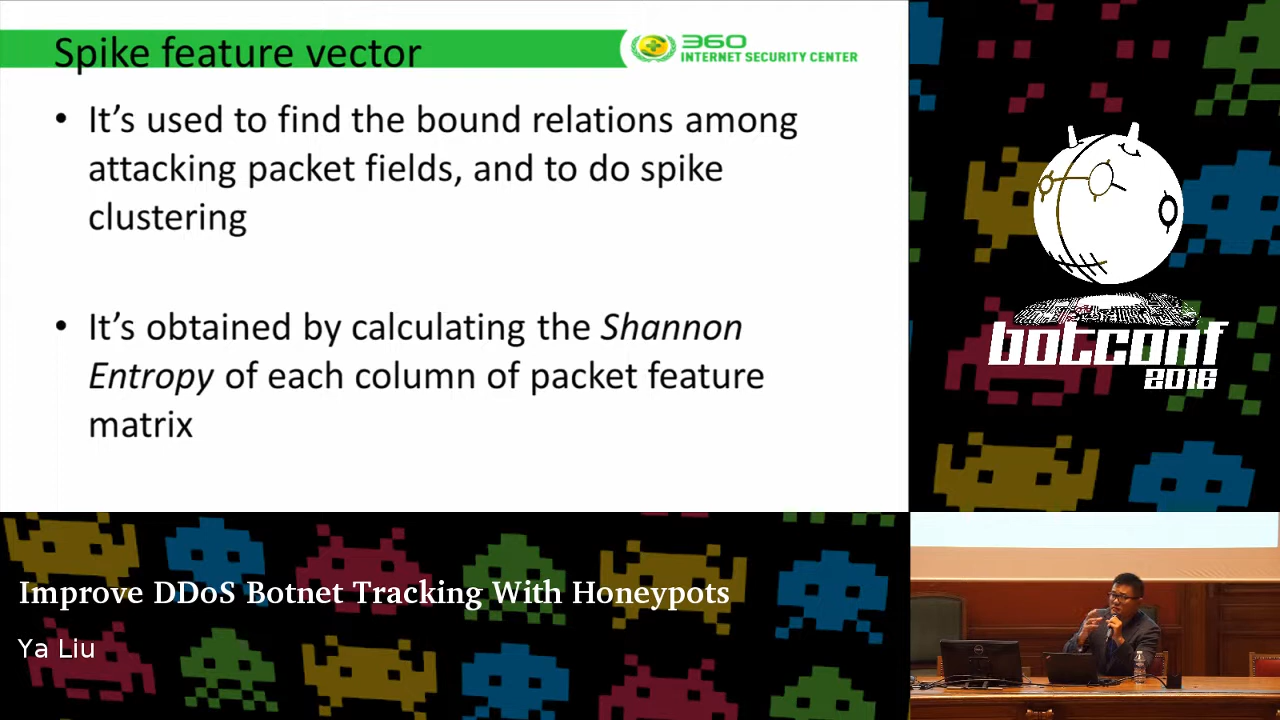 Spike feature vector
360
INTERNET SECURITY CENTER
• It’s used to find the bound relations among
attacking packet fields, and to do spike
clustering
• It’s obtained by calculating the Shannon
Entropy of each column of packet feature
matrix
botconf
2016
Improve DDoS Botnet Tracking With Honeypots
Ya Liu